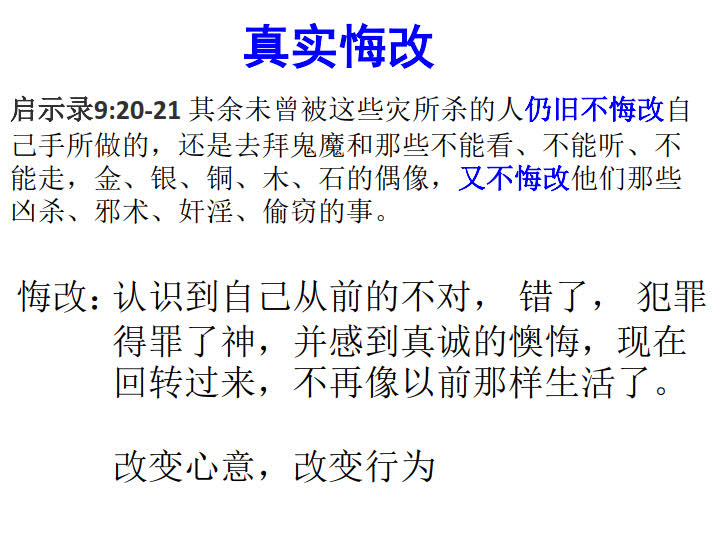 真实悔改
启示录9:20-21 其余未曾被这些灾所杀的人仍旧不悔改自
己手所做的，还是去拜鬼魔和那些不能看、不能听、不
能走，金、银、铜、木、石的偶像，又不悔改他们那些
凶杀、邪术、奸淫、偷窃的事。
悔改：认识到自己从前的不对， 错了， 犯罪
得罪了神，并感到真诚的懊悔，现在
回转过来，不再像以前那样生活了。
改变心意，改变行为